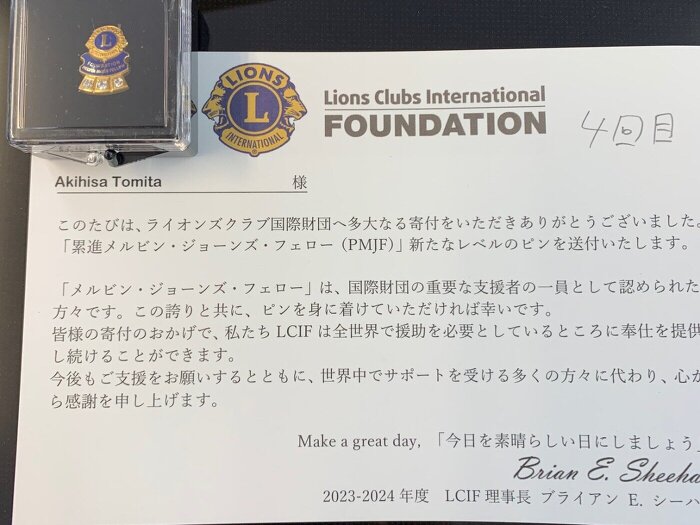 L
LIONS
L
INTERNATIONAL
Lions Clubs International
FOUNDATION
4回目
Akihisa Tomita 様
このたびは、ライオンズクラブ国際財団へ多大なる寄付をいただきありがとうございました。
「累進メルビン・ジョーンズ・フェロー（PMJF）」新たなレベルのピンを送付いたします。
「メルビン・ジョーンズ・フェロー」は、国際財団の重要な支援者の一員として認められた
方々です。この誇りと共に、ピンを身に着けていただければ幸いです。
皆様の寄付のおかげで、私たち LCIF は全世界で援助を必要としているところに奉仕を提供
し続けることができます。
今後もご支援をお願いするとともに、世界中でサポートを受ける多くの方々に代わり、心か
ら感謝を申し上げます。
Make a great day, 「今日を素晴らしい日にしましょう」
Brian E. Sheeha
2023-2024 年度　LCIF 理事長 ブライアン E. シーハ